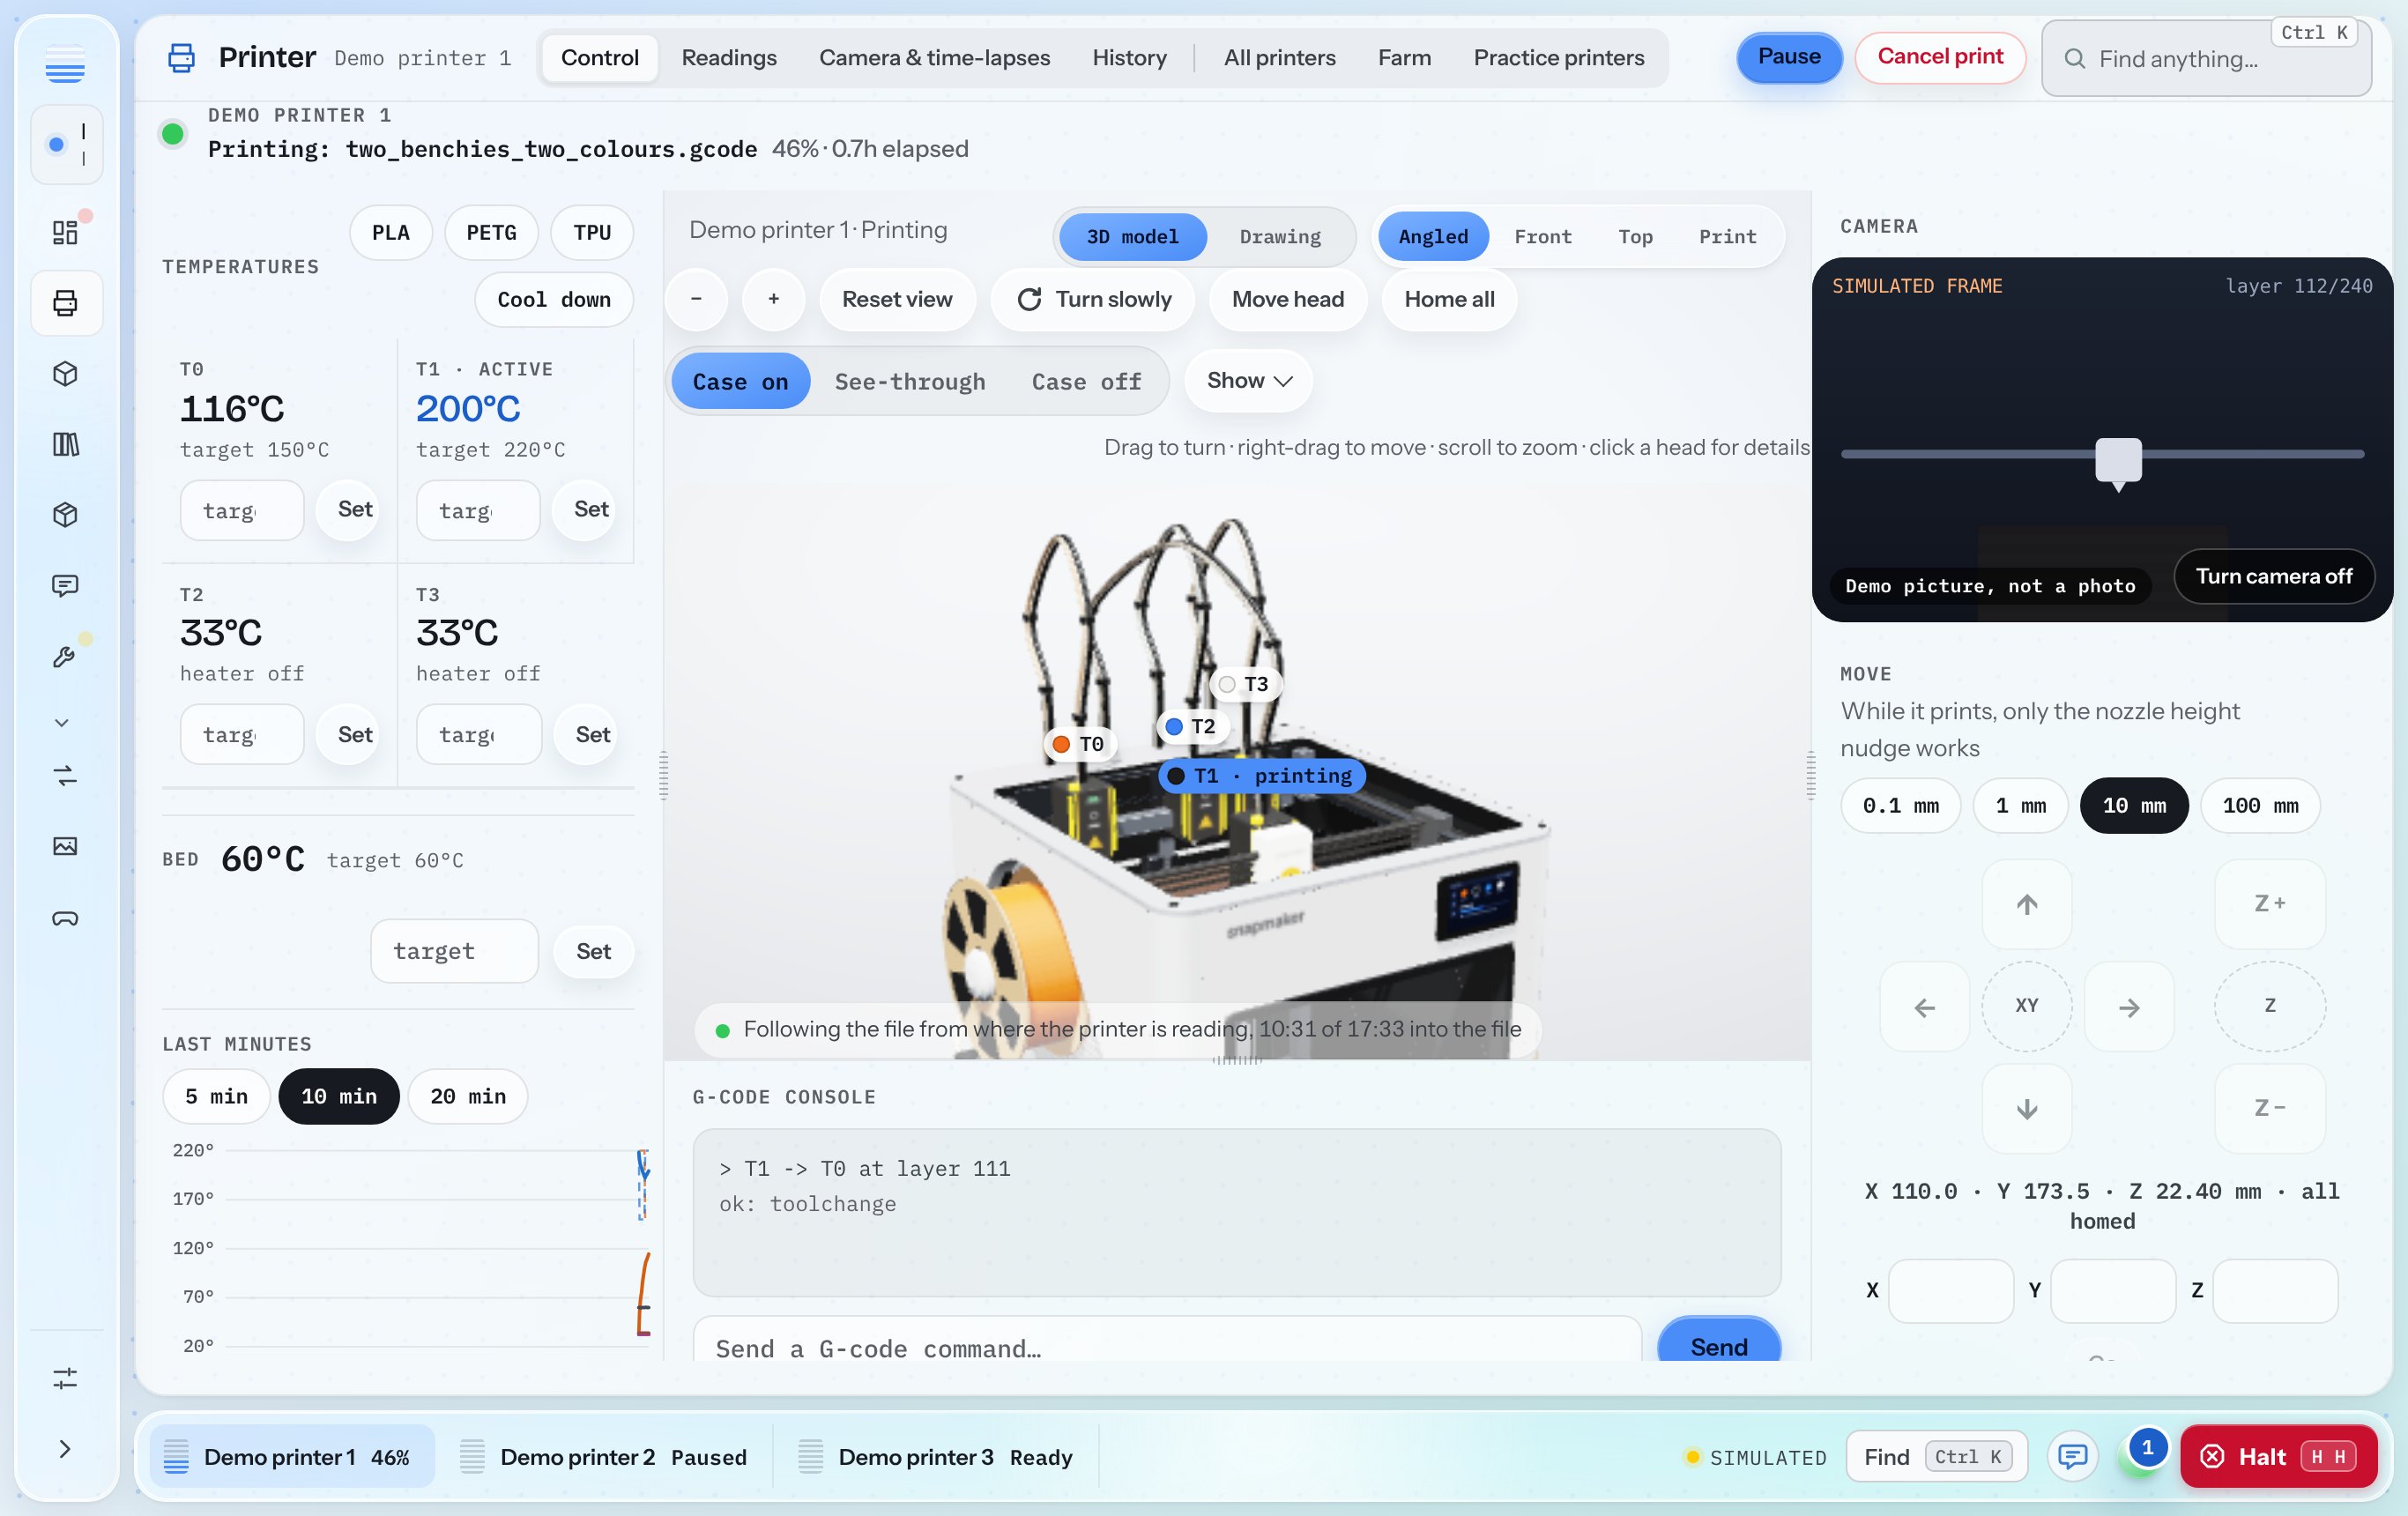 Printer Demo printer 1 Control Readings Camera & time-lapses History All printers Farm Practice printers Pause Cancel print Find anything... Ctrl K
DEMO PRINTER 1
Printing: two_benchies_two_colours.gcode 46% · 0.7h elapsed
TEMPERATURES
PLA PETG TPU
Cool down
T0
116°C
target 150°C
Set
T1 · ACTIVE
200°C
target 220°C
Set
T2
33°C
heater off
Set
T3
33°C
heater off
Set
BED 60°C target 60°C
target Set
LAST MINUTES
5 min 10 min 20 min
220°
170°
120°
70°
20°
Demo printer 1 · Printing
3D model Drawing Angled Front Top Print
− + Reset view Turn slowly Move head Home all
Case on See-through Case off Show
Drag to turn · right-drag to move · scroll to zoom · click a head for details
T3
T2
T0
T1 · printing
snapmaker
Following the file from where the printer is reading, 10:31 of 17:33 into the file
G-CODE CONSOLE
> T1 -> T0 at layer 111
ok: toolchange
Send a G-code command… Send
CAMERA
SIMULATED FRAME layer 112/240
Demo picture, not a photo Turn camera off
MOVE
While it prints, only the nozzle height
nudge works
0.1 mm 1 mm 10 mm 100 mm
Z+
XY Z
Z−
X 110.0 · Y 173.5 · Z 22.40 mm · all
homed
X Y Z
Demo printer 1 46% Demo printer 2 Paused Demo printer 3 Ready SIMULATED Find Ctrl K 1 Halt H H